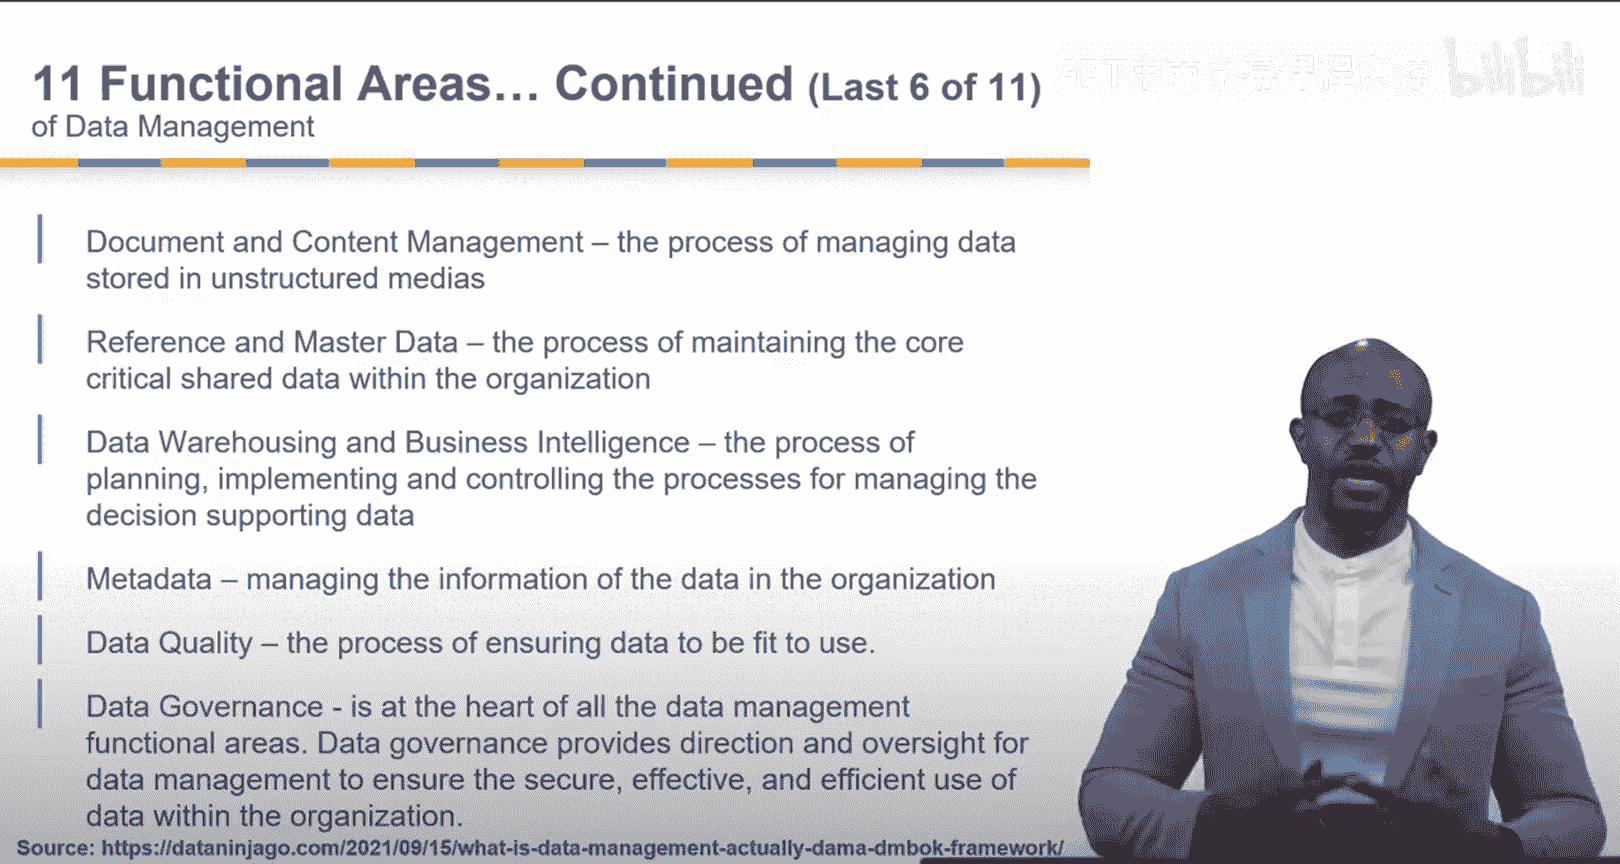 11 Functional Areas... Continued (Last 6 of 11)
of Data Management
bilibili
Document and Content Management – the process of managing data
stored in unstructured medias
Reference and Master Data – the process of maintaining the core
critical shared data within the organization
Data Warehousing and Business Intelligence – the process of
planning, implementing and controlling the processes for managing the
decision supporting data
Metadata – managing the information of the data in the organization
Data Quality – the process of ensuring data to be fit to use.
Data Governance - is at the heart of all the data management
functional areas. Data governance provides direction and oversight for
data management to ensure the secure, effective, and efficient use of
data within the organization.
Source: https://dataninjago.com/2021/09/15/what-is-data-management-actually-dama-dmbok-framework/